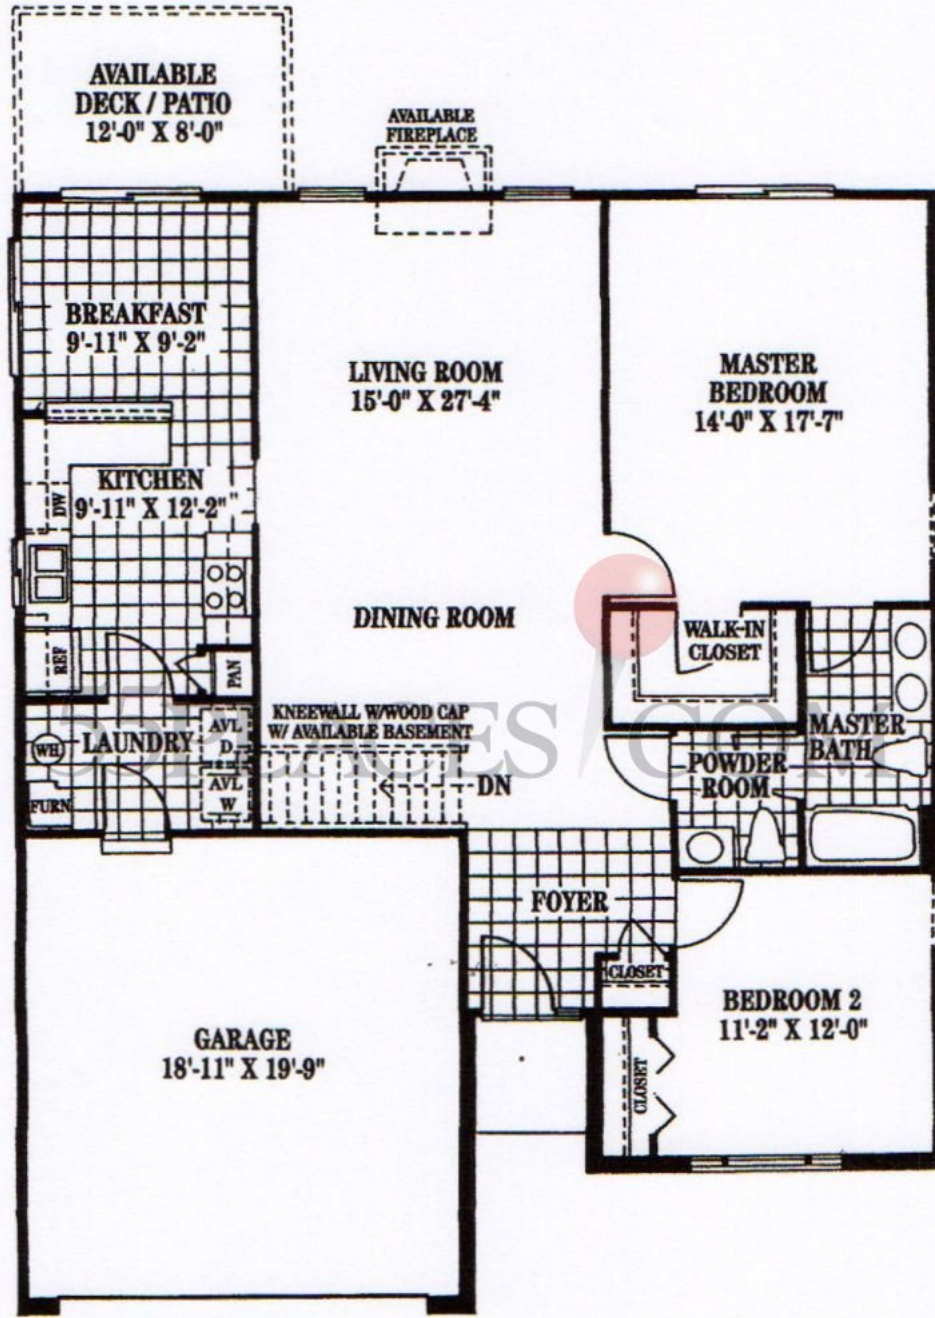 AVAILABLE
DECK / PATIO
12'-0" X 8'-0"
AVAILABLE
FIREPLACE
BREAKFAST
9'-11" X 9'-2"
LIVING ROOM
15'-0" X 27'-4"
MASTER
BEDROOM
14'-0" X 17'-7"
KITCHEN
9'-11" X 12'-2"
DW
DINING ROOM
WALK-IN
CLOSET
REF
PAN
KNEEWALL W/WOOD CAP
W/ AVAILABLE BASEMENT
55PLACES.COM
LAUNDRY
WH
AVL
D
MASTER
BATH
POWDER
ROOM
FURN
AVL
W
DN
FOYER
CLOSET
BEDROOM 2
11'-2" X 12'-0"
GARAGE
18'-11" X 19'-9"
CLOSET